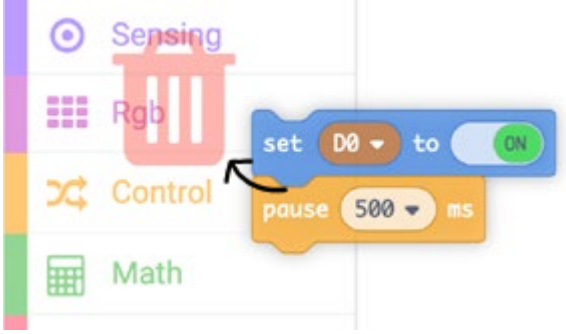 Sensing
Rgb
set D0 to ON
Control
pause 500 ms
Math